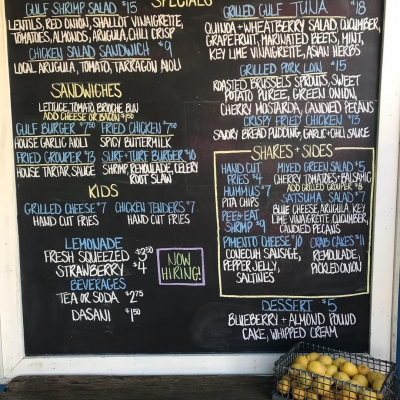 SPECIALS
GULF SHRIMP SALAD $15
LENTILS, RED ONION, SHALLOT VINAIGRETTE,
TOMATOES, ALMONDS, ARUGULA, CHILI CRISP
CHICKEN SALAD SANDWICH $9
LOCAL ARUGULA, TOMATO, TARRAGON AIOLI
SANDWICHES
LETTUCE, TOMATO, BRIOCHE BUN
ADD CHEESE OR BACON $1.50
GULF BURGER $7.50
HOUSE GARLIC AIOLI
FRIED CHICKEN $7.50
SPICY BUTTERMILK
FRIED GROUPER $13
HOUSE TARTAR SAUCE
SURF+TURF BURGER $10
SHRIMP, REMOULADE, CELERY
ROOT SLAW
KIDS
GRILLED CHEESE $7
HAND CUT FRIES
CHICKEN TENDERS $7
HAND CUT FRIES
LEMONADE
FRESH SQUEEZED $3.50
STRAWBERRY $4
BEVERAGES
TEA OR SODA $2.75
DASANI $1.50
NOW
HIRING!
GRILLED GULF TUNA $18
QUINOA + WHEATBERRY SALAD, CUCUMBER,
GRAPEFRUIT, MARINATED BEETS, MINT,
KEY LIME VINAIGRETTE, ASIAN HERBS
GRILLED PORK LOIN $15
ROASTED BRUSSELS SPROUTS, SWEET
POTATO PUREE, GREEN ONION,
CHERRY MOSTARDA, CANDIED PECANS
CRISPY FRIED CHICKEN $13
SAVORY BREAD PUDDING, GARLIC + CHILI SAUCE
SHARES + SIDES
HAND CUT
FRIES $4
HUMMUS $7
PITA CHIPS
PEEL+EAT
SHRIMP $9
PIMENTO CHEESE $10
CONECUH SAUSAGE,
PEPPER JELLY,
SALTINES
MIXED GREEN SALAD $5
CHERRY TOMATOES + BALSAMIC
ADD GRILLED GROUPER $8
SATSUMA SALAD $7
BLUE CHEESE, ARUGULA, KEY
LIME VINAIGRETTE, CUCUMBER,
CANDIED PECANS
CRAB CAKES $11
REMOULADE,
PICKLED ONION
DESSERT $5
BLUEBERRY + ALMOND POUND
CAKE, WHIPPED CREAM